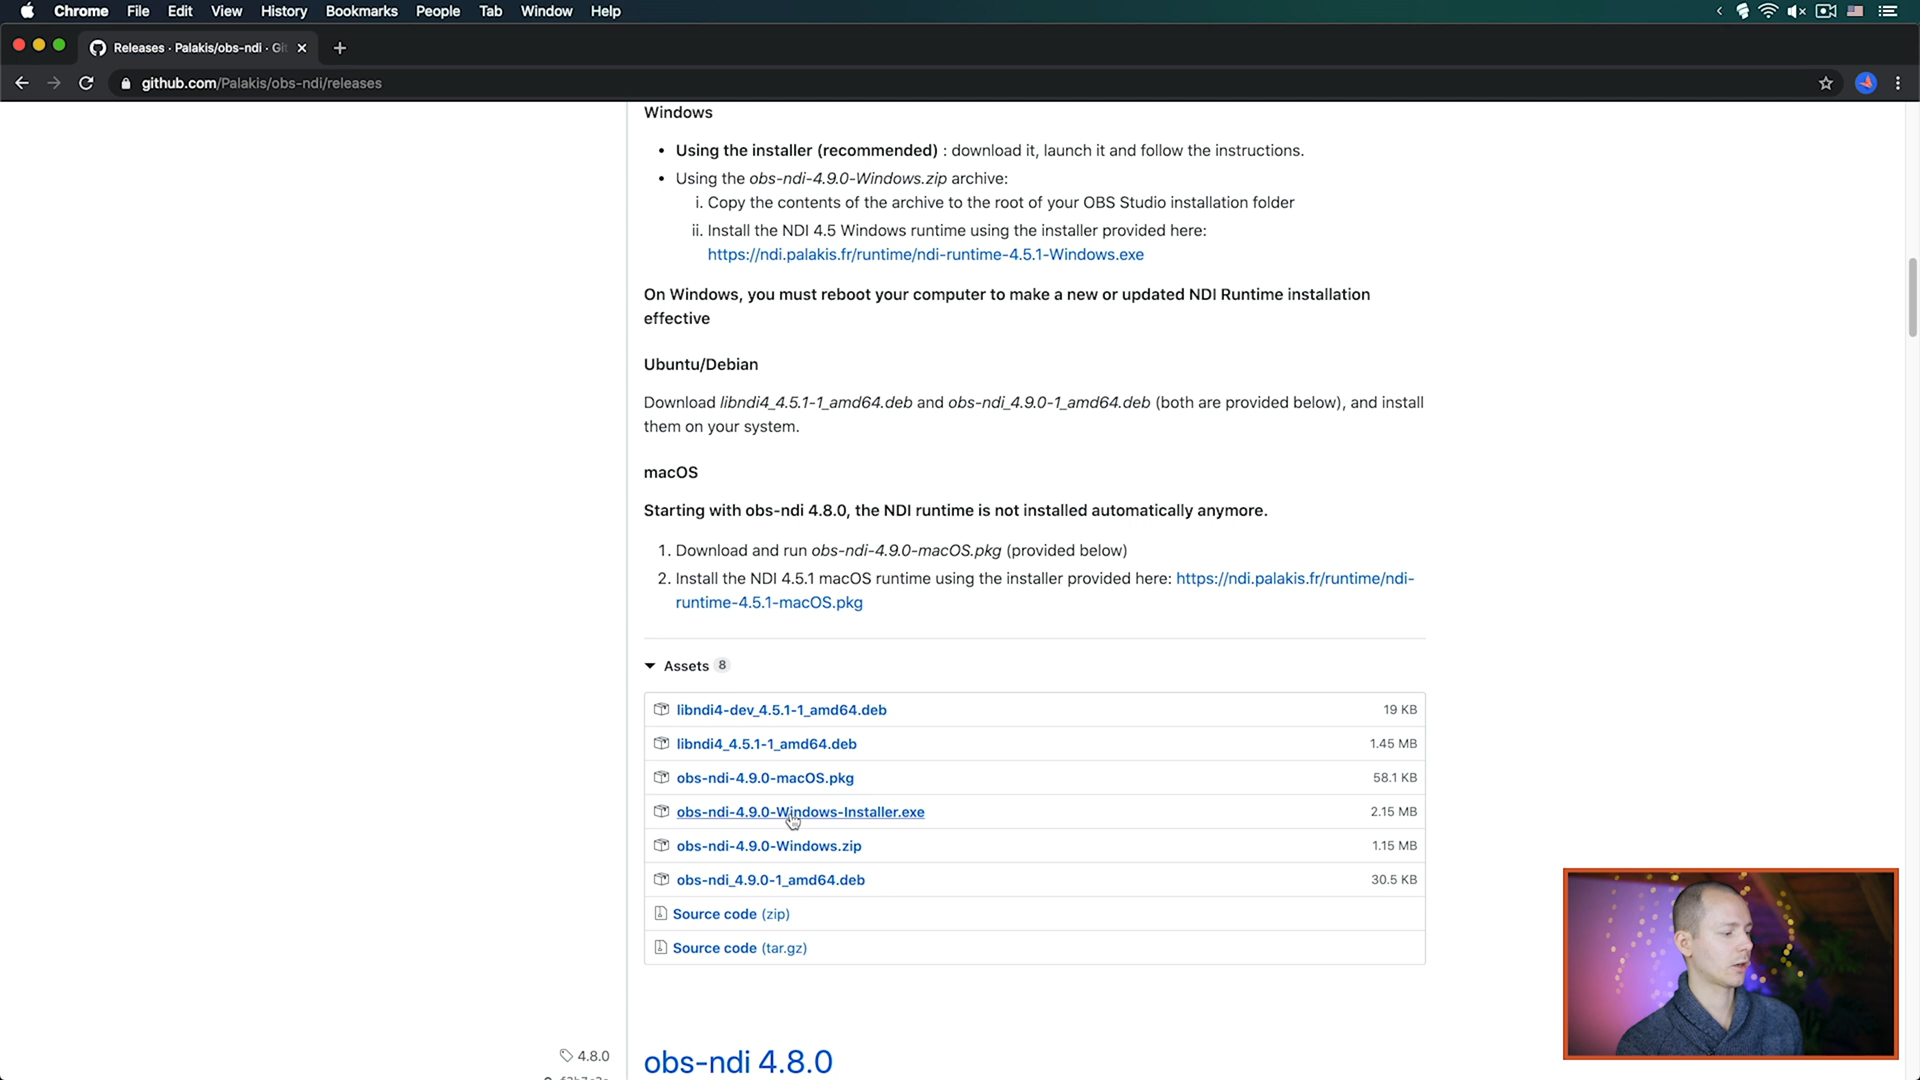 Chrome File Edit View History Bookmarks People Tab Window Help
Releases · Palakis/obs-ndi · Git
github.com/Palakis/obs-ndi/releases
Windows
• Using the installer (recommended) : download it, launch it and follow the instructions.
• Using the obs-ndi-4.9.0-Windows.zip archive:
i. Copy the contents of the archive to the root of your OBS Studio installation folder
ii. Install the NDI 4.5 Windows runtime using the installer provided here:
https://ndi.palakis.fr/runtime/ndi-runtime-4.5.1-Windows.exe
On Windows, you must reboot your computer to make a new or updated NDI Runtime installation
effective
Ubuntu/Debian
Download libndi4_4.5.1-1_amd64.deb and obs-ndi_4.9.0-1_amd64.deb (both are provided below), and install
them on your system.
macOS
Starting with obs-ndi 4.8.0, the NDI runtime is not installed automatically anymore.
1. Download and run obs-ndi-4.9.0-macOS.pkg (provided below)
2. Install the NDI 4.5.1 macOS runtime using the installer provided here: https://ndi.palakis.fr/runtime/ndi-
runtime-4.5.1-macOS.pkg
Assets 8
libndi4-dev_4.5.1-1_amd64.deb 19 KB
libndi4_4.5.1-1_amd64.deb 1.45 MB
obs-ndi-4.9.0-macOS.pkg 58.1 KB
obs-ndi-4.9.0-Windows-Installer.exe 2.15 MB
obs-ndi-4.9.0-Windows.zip 1.15 MB
obs-ndi_4.9.0-1_amd64.deb 30.5 KB
Source code (zip)
Source code (tar.gz)
4.8.0
obs-ndi 4.8.0